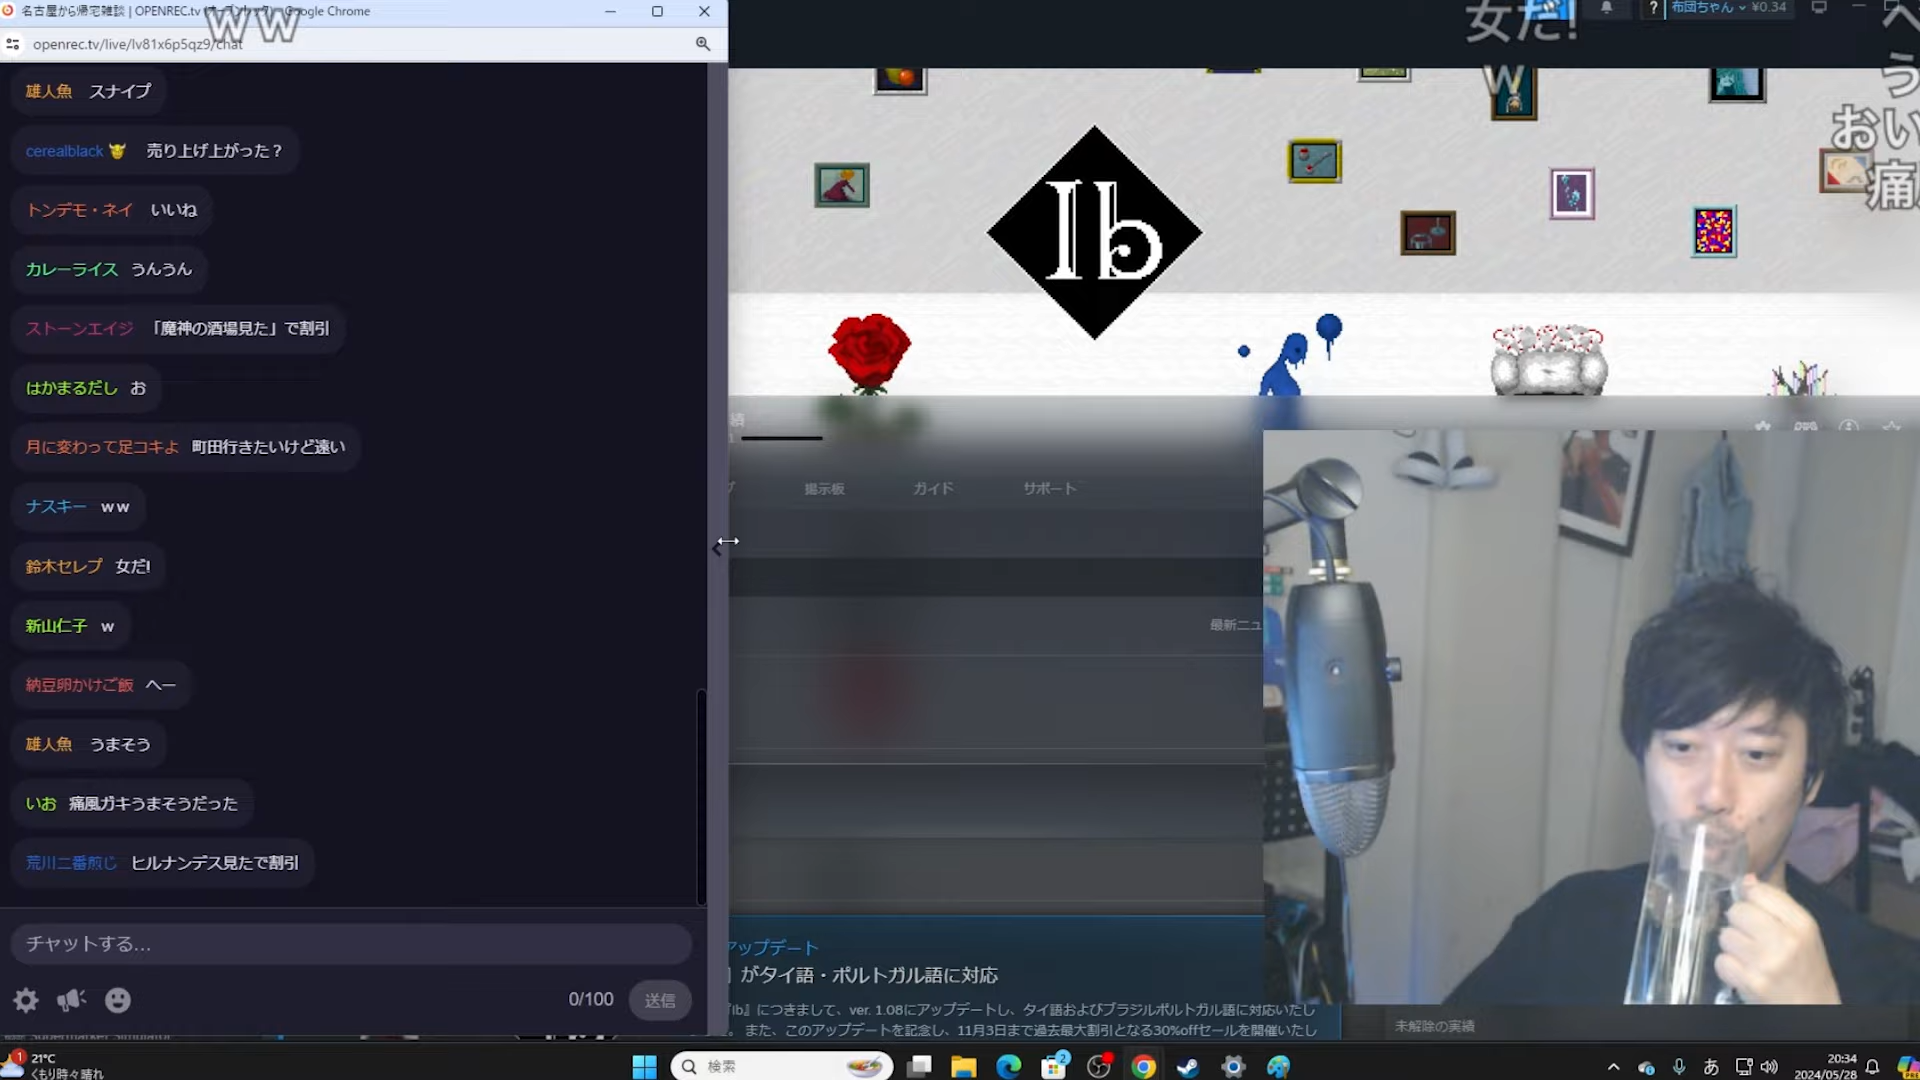 名古屋から帰宅雑談 | OPENREC.tv
Google Chrome
ww
openrec.tv/live/lv81x6p5qz9/chat
雄人魚 スナイプ
cerealblack 売り上げ上がった？
トンデモ・ネイ いいね
カレーライス うんうん
ストーンエイジ 「魔神の酒場見た」で割引
はかまるだし お
月に変わって足コキよ 町田行きたいけど遠い
ナスキー ww
鈴木セレブ 女だ!
新山仁子 w
納豆卵かけご飯 へー
雄人魚 うまそう
いお 痛風ガキうまそうだった
荒川二番煎じ ヒルナンデス見たで割引
チャットする...
0/100
送信
布団ちゃん
¥0.34
女だ!
w
へ
う
おい
痛
Ib
績
掲示板
ガイド
サポート
最新ニュ
アップデート
がタイ語・ポルトガル語に対応
Ib』につきまして、ver. 1.08にアップデートし、タイ語およびブラジルポルトガル語に対応いたし
。また、このアップデートを記念し、11月3日まで過去最大割引となる30%offセールを開催いたし
未解除の実績
1
21℃
くもり時々晴れ
検索
2
あ
20:34
2024/05/28